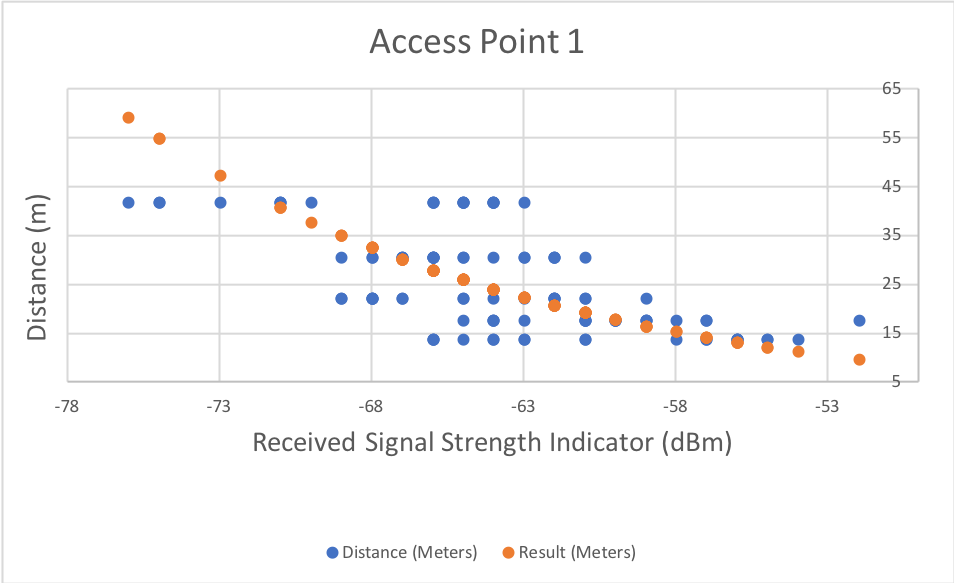 Access Point 1
65
55
45
35
25
15
5
-78 -73 -68 -63 -58 -53
Distance (m)
Received Signal Strength Indicator (dBm)
Distance (Meters) Result (Meters)